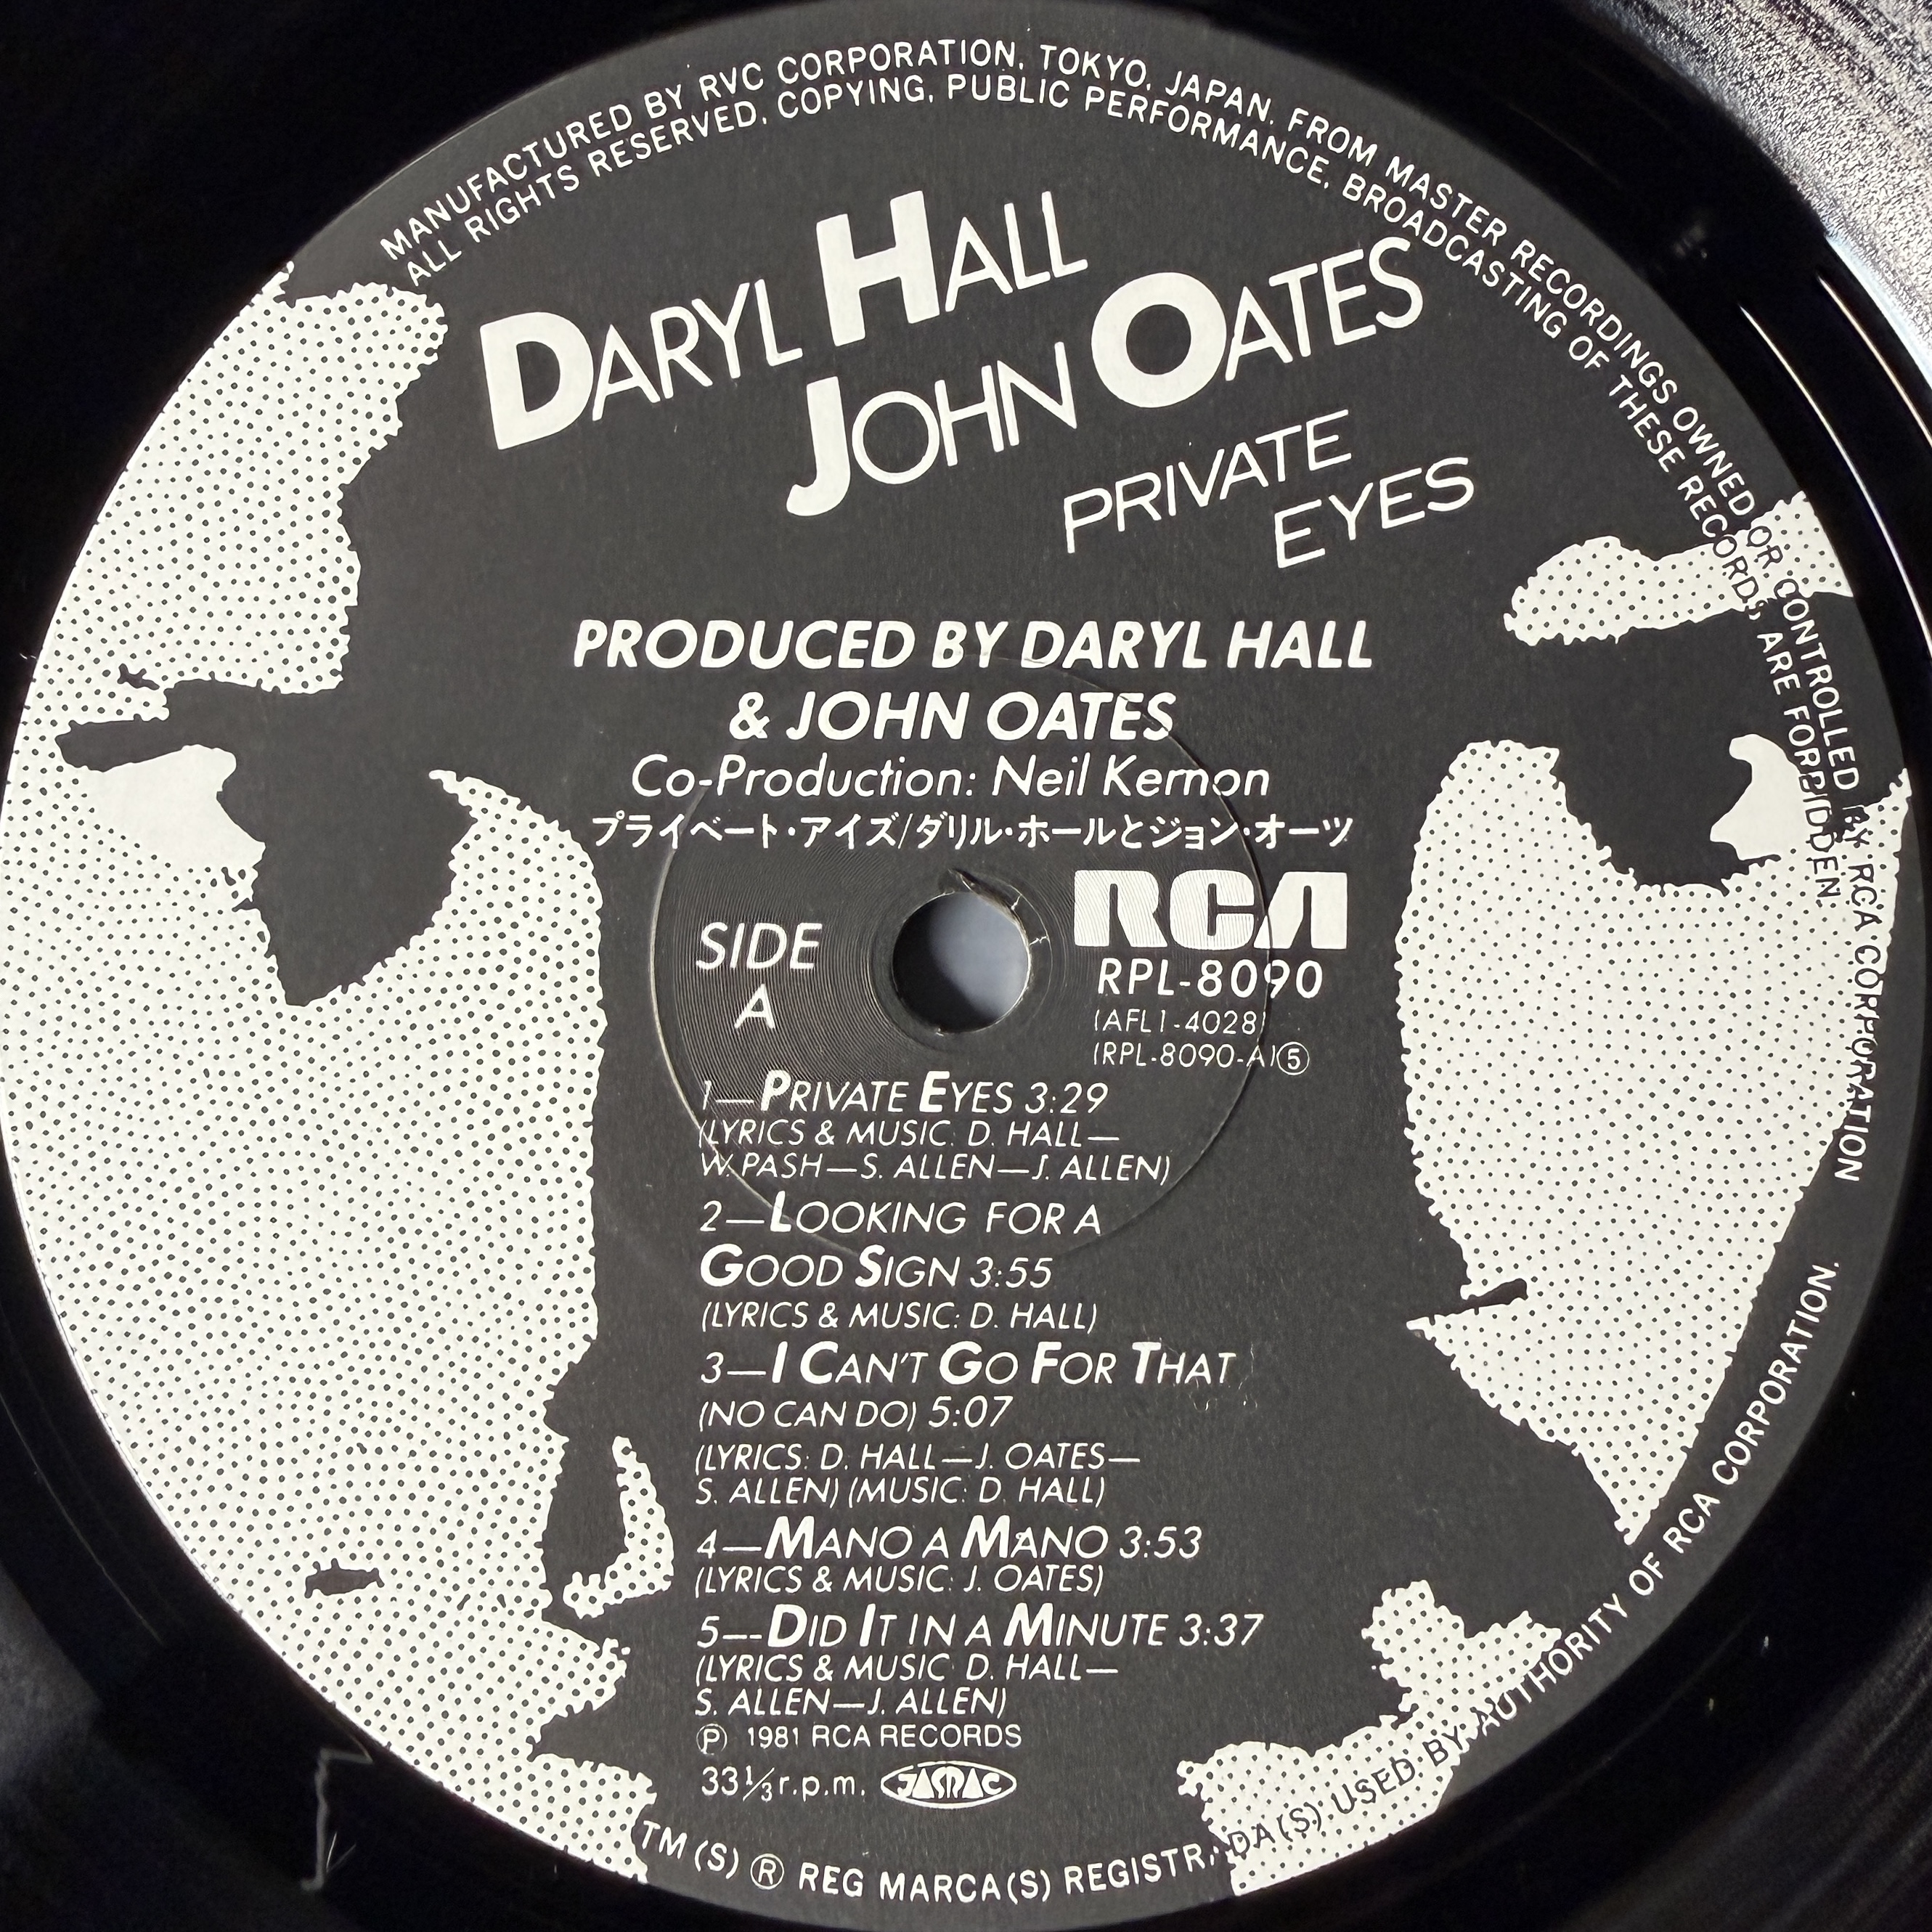 MANUFACTURED BY RVC CORPORATION, TOKYO, JAPAN. FROM MASTER RECORDINGS OWNED OR CONTROLLED BY RCA CORPORATION
ALL RIGHTS RESERVED, COPYING, PUBLIC PERFORMANCE, BROADCASTING OF THESE RECORDS ARE FORBIDDEN.
DARYL HALL
JOHN OATES
PRIVATE
EYES
PRODUCED BY DARYL HALL
& JOHN OATES
Co-Production: Neil Kernon
プライベート・アイズ/ダリル・ホールとジョン・オーツ
RCA
SIDE
A
RPL-8090
(AFL1-4028)
(RPL-8090-A)⑤
1—PRIVATE EYES 3:29
(LYRICS & MUSIC: D. HALL—
W. PASH—S. ALLEN—J. ALLEN)
2—LOOKING FOR A
GOOD SIGN 3:55
(LYRICS & MUSIC: D. HALL)
3—I CAN'T GO FOR THAT
(NO CAN DO) 5:07
(LYRICS: D. HALL—J. OATES—
S. ALLEN) (MUSIC: D. HALL)
4—MANO A MANO 3:53
(LYRICS & MUSIC: J. OATES)
5—DID IT IN A MINUTE 3:37
(LYRICS & MUSIC: D. HALL—
S. ALLEN—J. ALLEN)
Ⓟ 1981 RCA RECORDS
33⅓ r.p.m. JASRAC
TM(S) ® REG MARCA(S) REGISTRADA(S) USED BY AUTHORITY OF RCA CORPORATION.